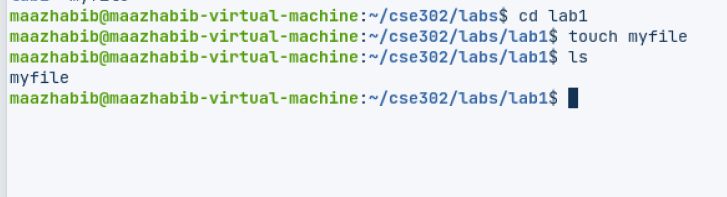 maazhabib@maazhabib-virtual-machine:~/cse302/labs$ cd lab1
maazhabib@maazhabib-virtual-machine:~/cse302/labs/lab1$ touch myfile
maazhabib@maazhabib-virtual-machine:~/cse302/labs/lab1$ ls
myfile
maazhabib@maazhabib-virtual-machine:~/cse302/labs/lab1$